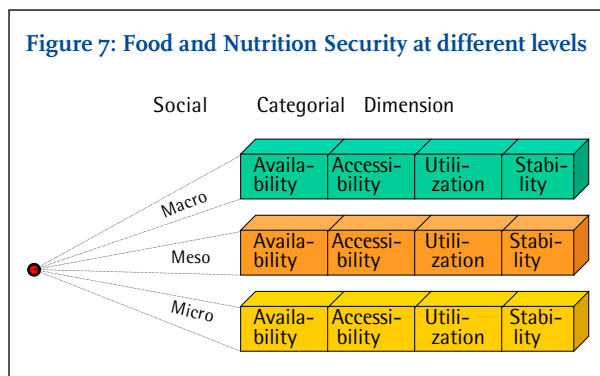 Figure 7: Food and Nutrition Security at different levels
Social Categorial Dimension
Availa- Accessi- Utili- Stabi-
bility bility zation lity
Macro
Availa- Accessi- Utili- Stabi-
bility bility zation lity
Meso
Availa- Accessi- Utili- Stabi-
bility bility zation lity
Micro